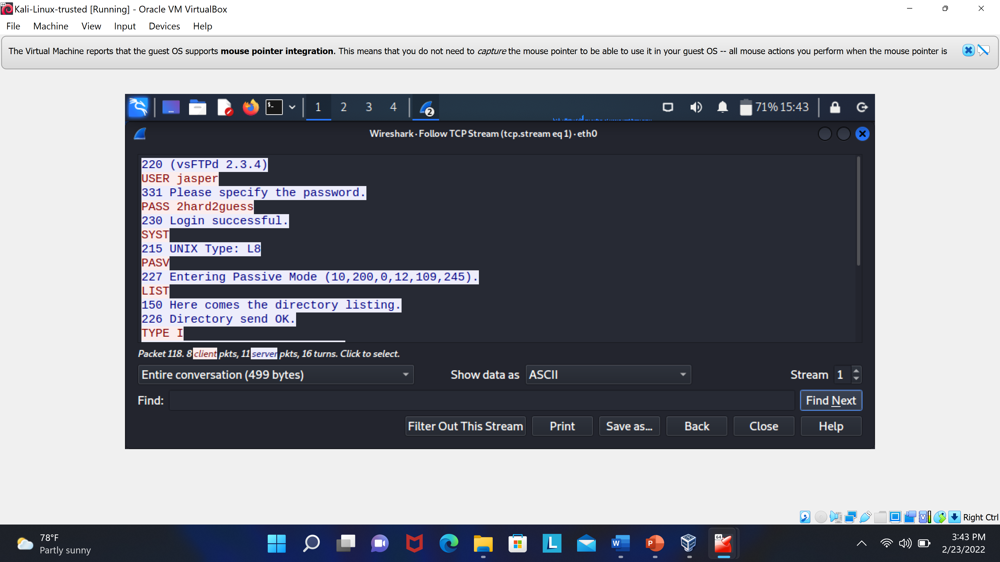 64
Kali-Linux-trusted [Running] - Oracle VM VirtualBox
File Machine View Input Devices Help
The Virtual Machine reports that the guest OS supports mouse pointer integration. This means that you do not need to capture the mouse pointer to be able to use it in your guest OS -- all mouse actions you perform when the mouse pointer is
$- 1 2 3 4 2 71% 15:43
Wireshark · Follow TCP Stream (tcp.stream eq 1) · eth0
220 (vsFTPd 2.3.4)
USER jasper
331 Please specify the password.
PASS 2hard2guess
230 Login successful.
SYST
215 UNIX Type: L8
PASV
227 Entering Passive Mode (10,200,0,12,109,245).
LIST
150 Here comes the directory listing.
226 Directory send OK.
TYPE I
Packet 118. 8 client pkts, 11 server pkts, 16 turns. Click to select.
Entire conversation (499 bytes) Show data as ASCII Stream 1
Find: Find Next
Filter Out This Stream Print Save as... Back Close Help
V Right Ctrl
78°F
Partly sunny
L W P 64
3:43 PM
2/23/2022